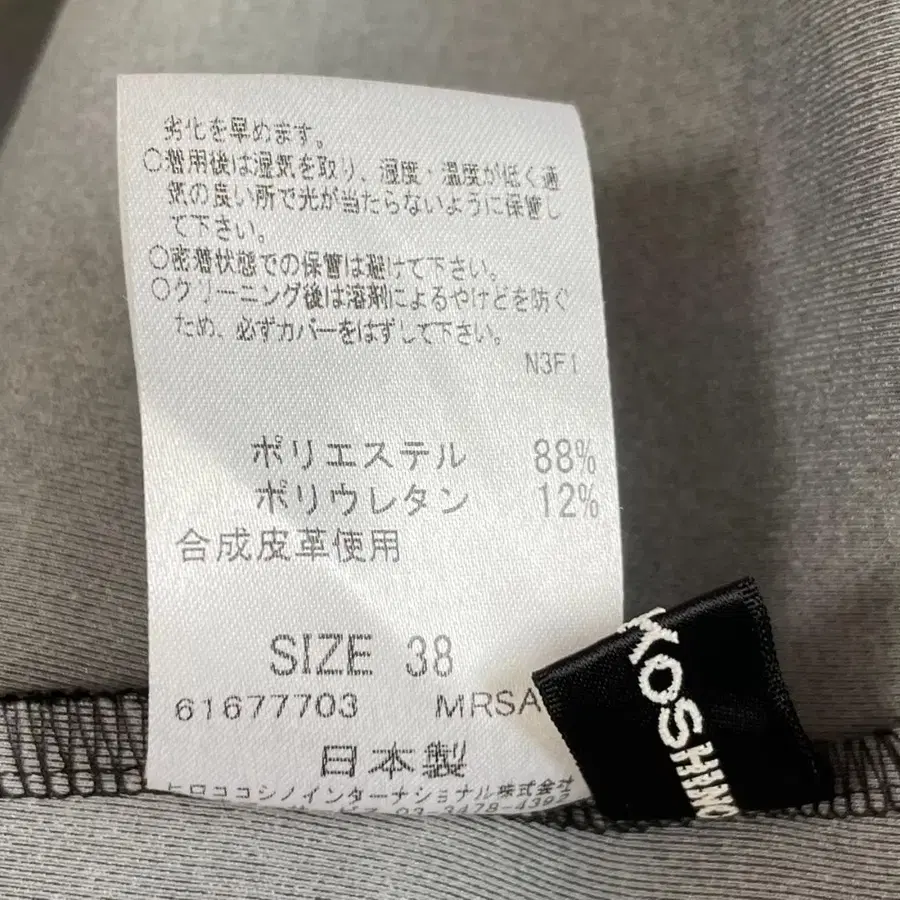 劣化を早めます。
○着用後は湿気を取り、湿度・温度が低く通
気の良い所で光が当たらないように保管し
て下さい。
○密着状態での保管は避けて下さい。
○クリーニング後は溶剤によるやけどを防ぐ
ため、必ずカバーをはずして下さい。
N3F1
ポリエステル 88%
ポリウレタン 12%
合成皮革使用
SIZE 38
61677703 MRSA
日本製
ヒロココシノインターナショナル株式会社
03-3478-439
KOSHINO